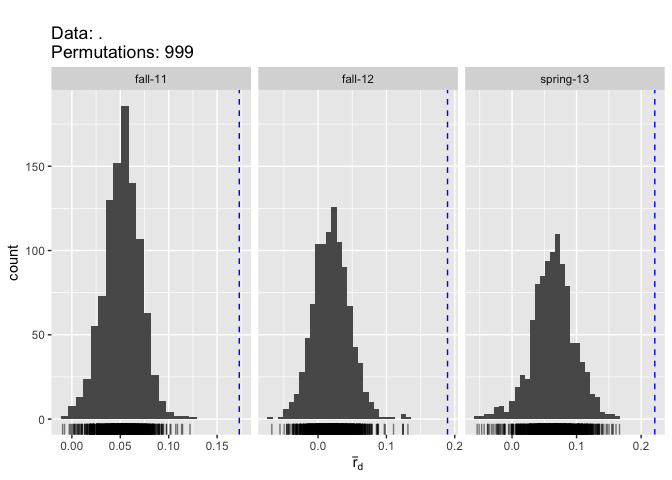 Data: .
Permutations: 999
fall-11 fall-12 spring-13
150
100
50
0
count
0.00 0.05 0.10 0.15 0.0 0.1 0.2 0.0 0.1 0.2
r̄d